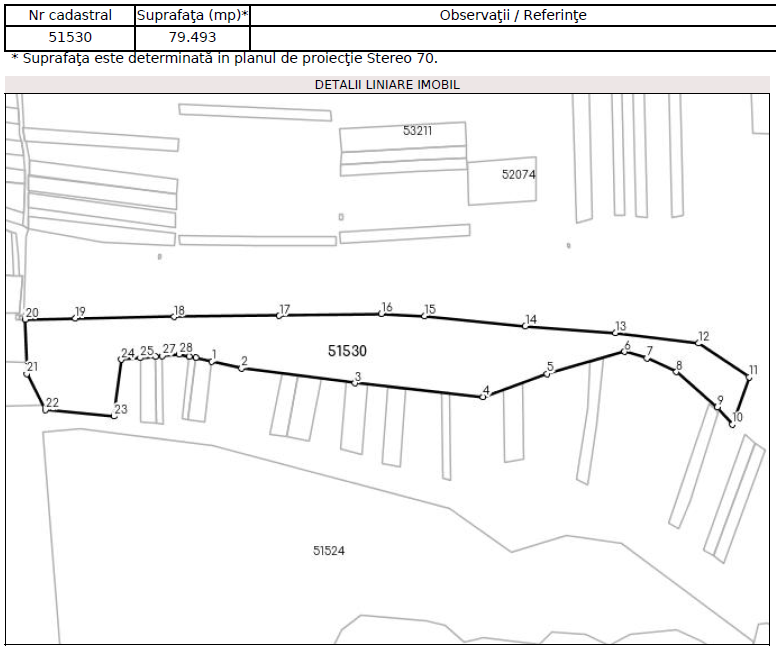 Nr cadastral Suprafaţa (mp)* Observaţii / Referinţe
51530 79.493
* Suprafaţa este determinată in planul de proiecţie Stereo 70.
DETALII LINIARE IMOBIL
53211
52074
20 19 18 17 16 15 14 13 12
51530
24 25 27 28 1 2 3 4 5 6 7 8 9 10 11
21
22 23
51524